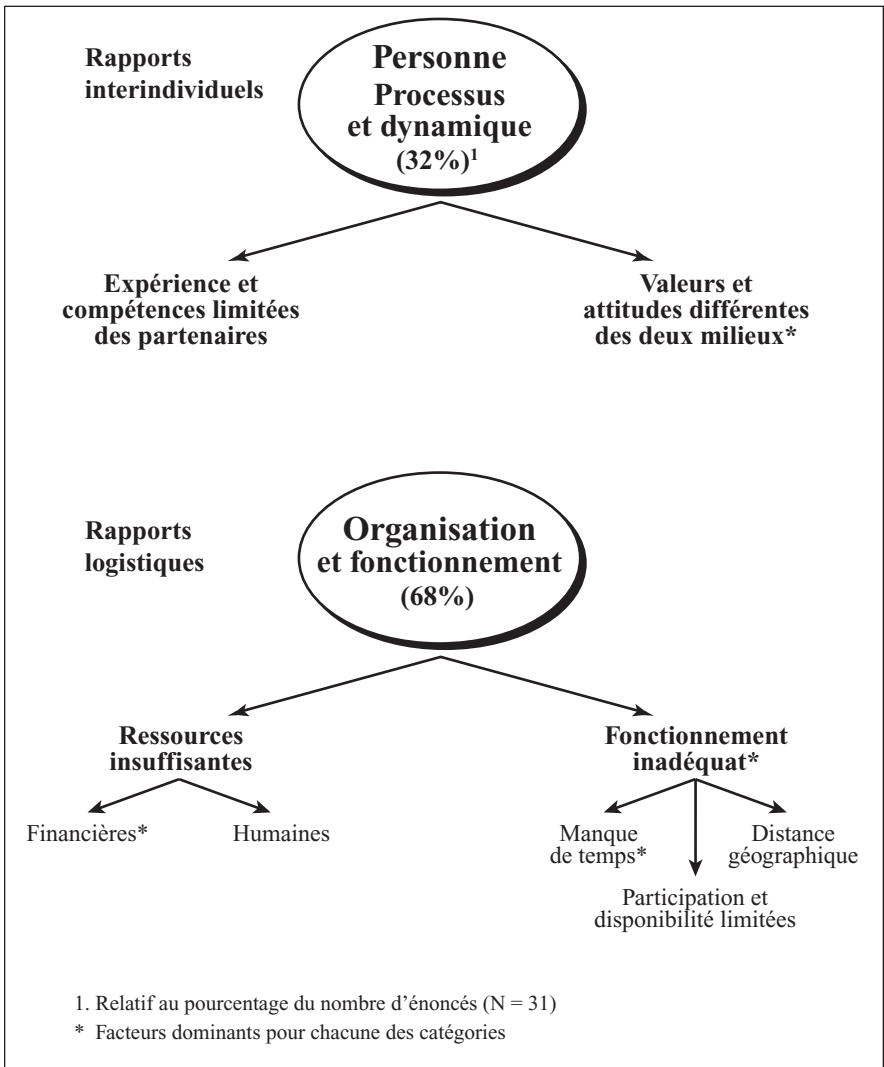 Rapports
interindividuels
Personne
Processus
et dynamique
(32%)¹
Expérience et
compétences limitées
des partenaires
Valeurs et
attitudes différentes
des deux milieux*
Rapports
logistiques
Organisation
et fonctionnement
(68%)
Ressources
insuffisantes
Fonctionnement
inadéquat*
Financières*
Humaines
Manque
de temps*
Distance
géographique
Participation et
disponibilité limitées
1. Relatif au pourcentage du nombre d’énoncés (N = 31)
* Facteurs dominants pour chacune des catégories